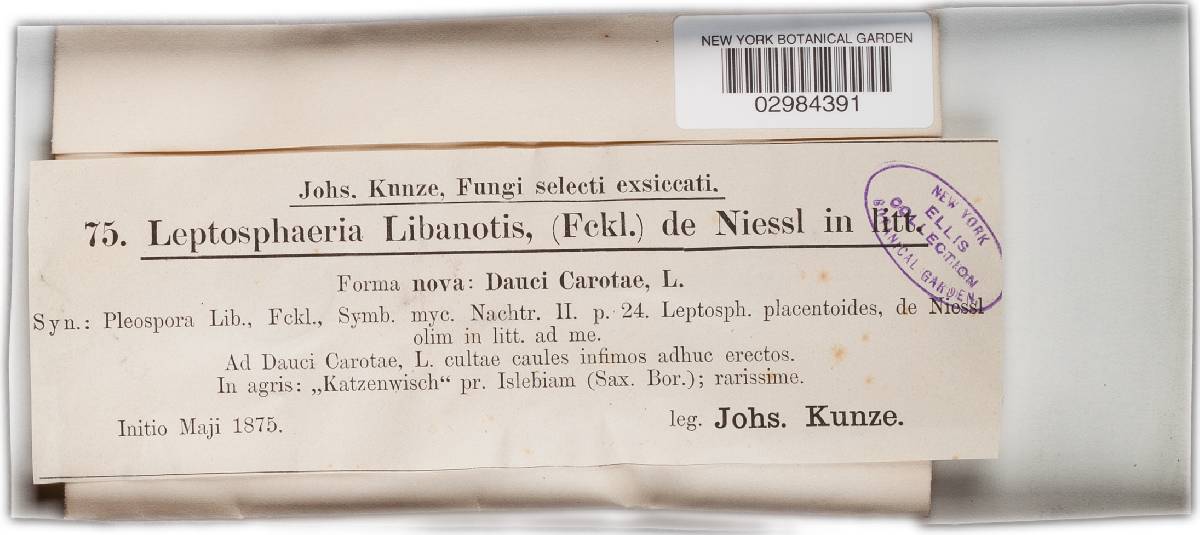 NEW YORK BOTANICAL GARDEN
02984391
Johs. Kunze, Fungi selecti exsiccati.
75. Leptosphaeria Libanotis, (Fckl.) de Niessl in litt.
NEW YORK
ELLIS
COLLECTION
BOTANICAL GARDEN.
Forma nova: Dauci Carotae, L.
Syn.: Pleospora Lib., Fckl., Symb. myc. Nachtr. II. p. 24. Leptosph. placentoides, de Niessl
olim in litt. ad me.
Ad Dauci Carotae, L. cultae caules infimos adhuc erectos.
In agris: „Katzenwisch“ pr. Islebiam (Sax. Bor.); rarissime.
Initio Maji 1875.
leg. Johs. Kunze.